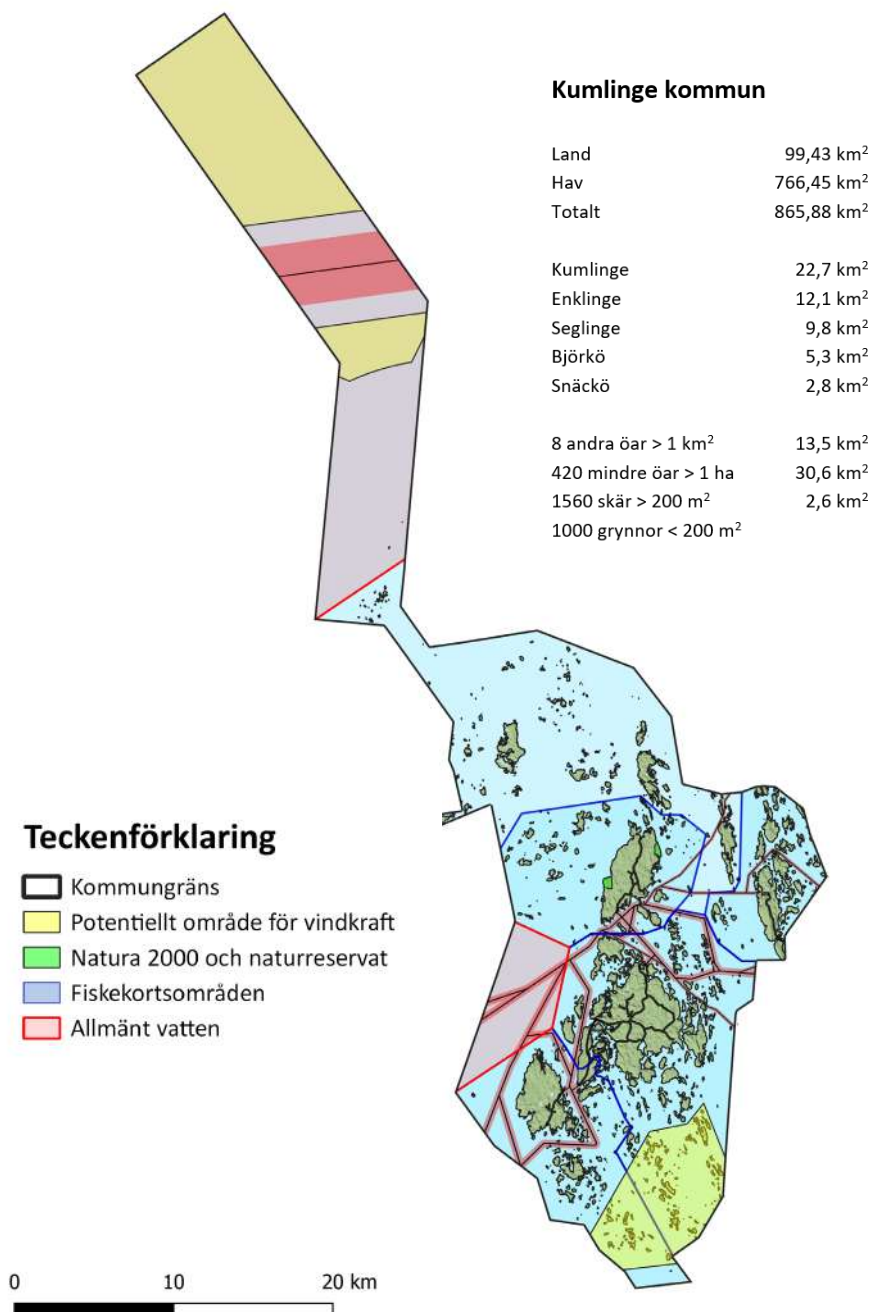 Kumlinge kommun
Land 99,43 km²
Hav 766,45 km²
Totalt 865,88 km²
Kumlinge 22,7 km²
Enklinge 12,1 km²
Seglinge 9,8 km²
Björkö 5,3 km²
Snäckö 2,8 km²
8 andra öar > 1 km² 13,5 km²
420 mindre öar > 1 ha 30,6 km²
1560 skär > 200 m² 2,6 km²
1000 grynnor < 200 m²
Teckenförklaring
Kommungräns
Potentiellt område för vindkraft
Natura 2000 och naturreservat
Fiskekortsområden
Allmänt vatten
0 10 20 km